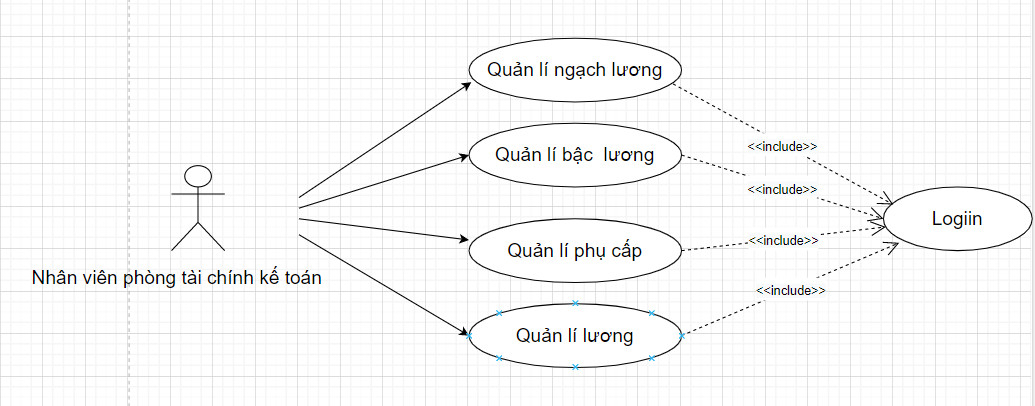 Quản lí ngạch lương
<<include>>
Quản lí bậc lương
<<include>>
Logiin
Quản lí phụ cấp
<<include>>
Nhân viên phòng tài chính kế toán
<<include>>
Quản lí lương